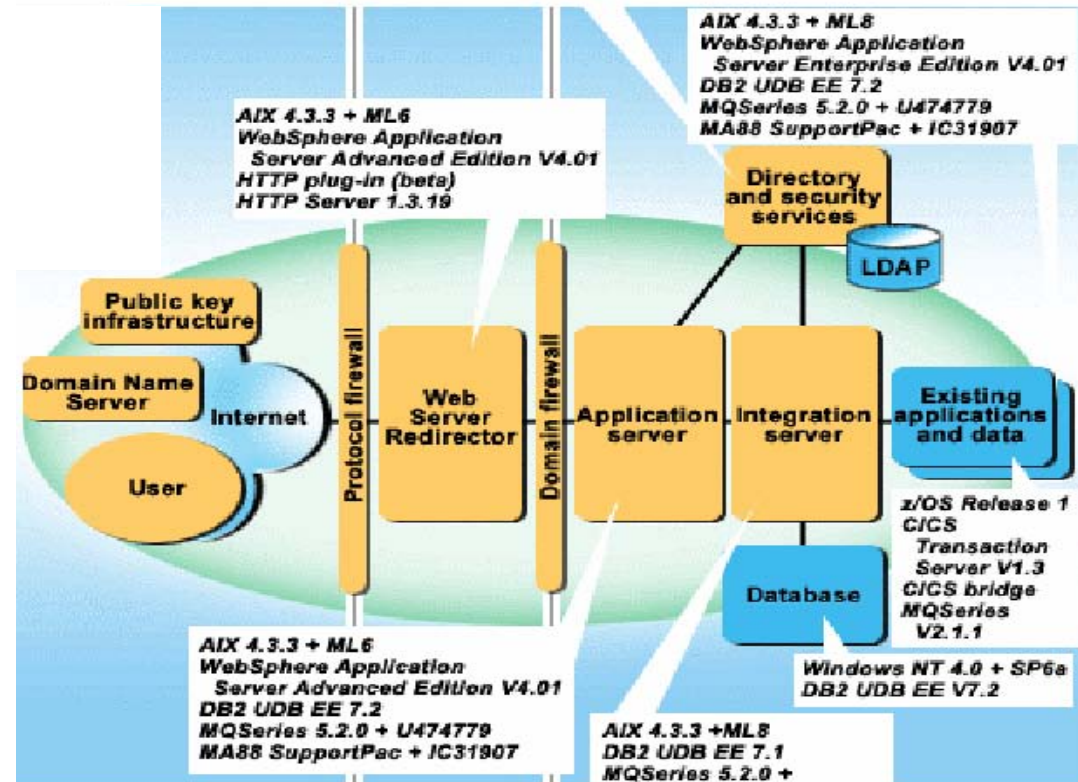 AIX 4.3.3 + ML8
WebSphere Application
Server Enterprise Edition V4.01
DB2 UDB EE 7.2
MQSeries 5.2.0 + U474779
MA88 SupportPac + IC31907
AIX 4.3.3 + ML6
WebSphere Application
Server Advanced Edition V4.01
HTTP plug-in (beta)
HTTP Server 1.3.19
Directory
and security
services
LDAP
Public key
infrastructure
Domain Name
Server
Internet
User
Protocol firewall
Web
Server
Redirector
Domain firewall
Application
server
Integration
server
Existing
applications
and data
Database
z/OS Release 1
CICS
Transaction
Server V1.3
CICS bridge
MQSeries
V2.1.1
Windows NT 4.0 + SP6a
DB2 UDB EE V7.2
AIX 4.3.3 + ML6
WebSphere Application
Server Advanced Edition V4.01
DB2 UDB EE 7.2
MQSeries 5.2.0 + U474779
MA88 SupportPac + IC31907
AIX 4.3.3 +ML8
DB2 UDB EE 7.1
MQSeries 5.2.0 +